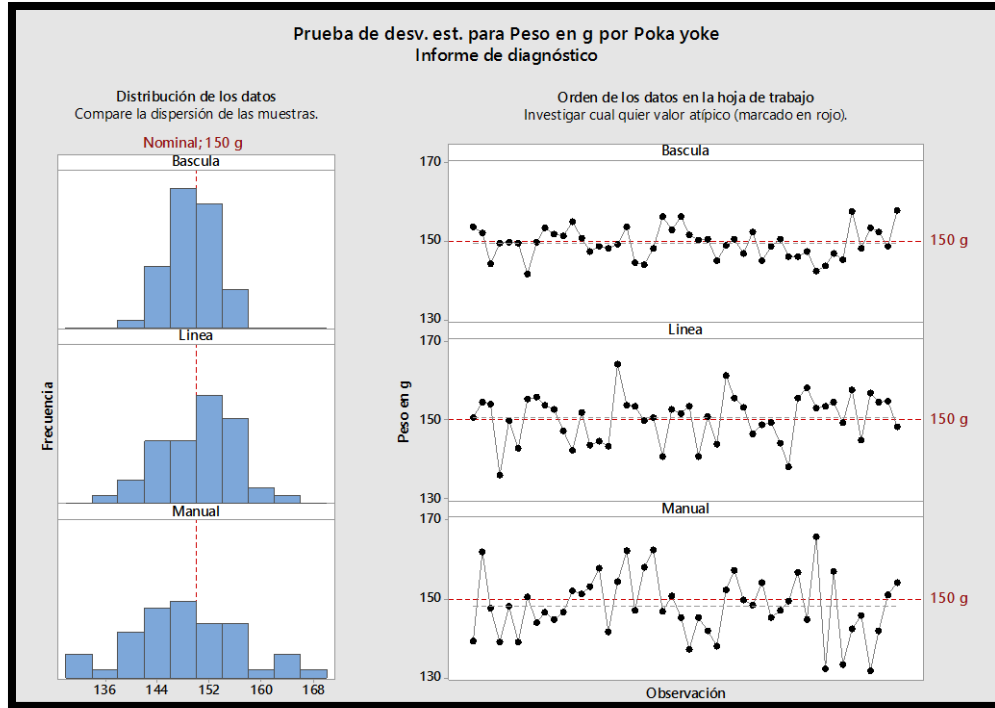 Prueba de desv. est. para Peso en g por Poka yoke
Informe de diagnóstico
Distribución de los datos
Compare la dispersión de las muestras.
Nominal; 150 g
Bascula
Linea
Manual
Frecuencia
136 144 152 160 168
Orden de los datos en la hoja de trabajo
Investigar cual quier valor atípico (marcado en rojo).
Bascula
170
150
130
150 g
Linea
170
150
130
150 g
Manual
170
150
130
150 g
Peso en g
Observación